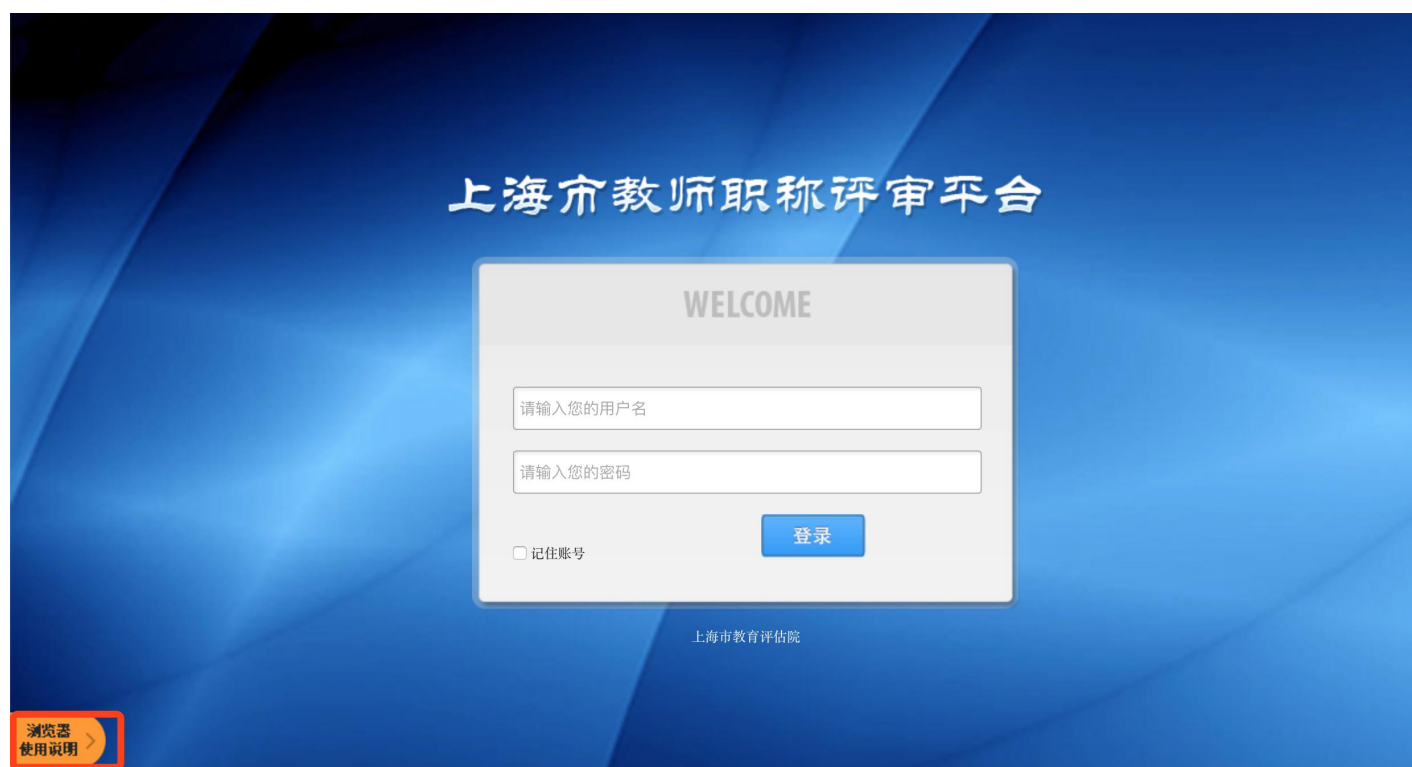 上海市教师职称评审平台
WELCOME
请输入您的用户名
请输入您的密码
登录
记住账号
上海市教育评估院
浏览器
使用说明